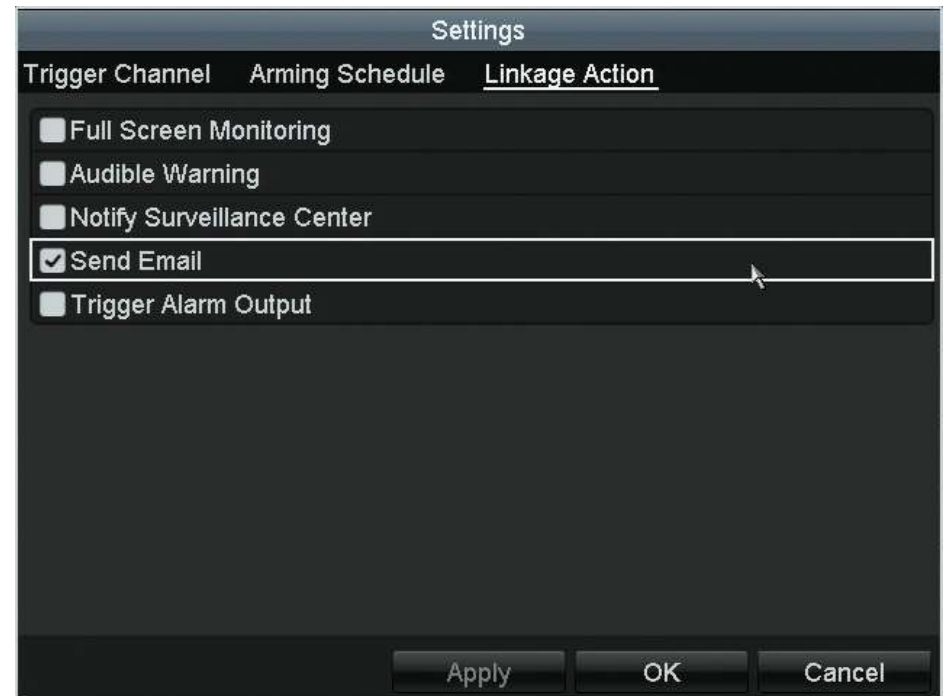 Settings
Trigger Channel Arming Schedule Linkage Action
Full Screen Monitoring
Audible Warning
Notify Surveillance Center
Send Email
Trigger Alarm Output
Apply OK Cancel